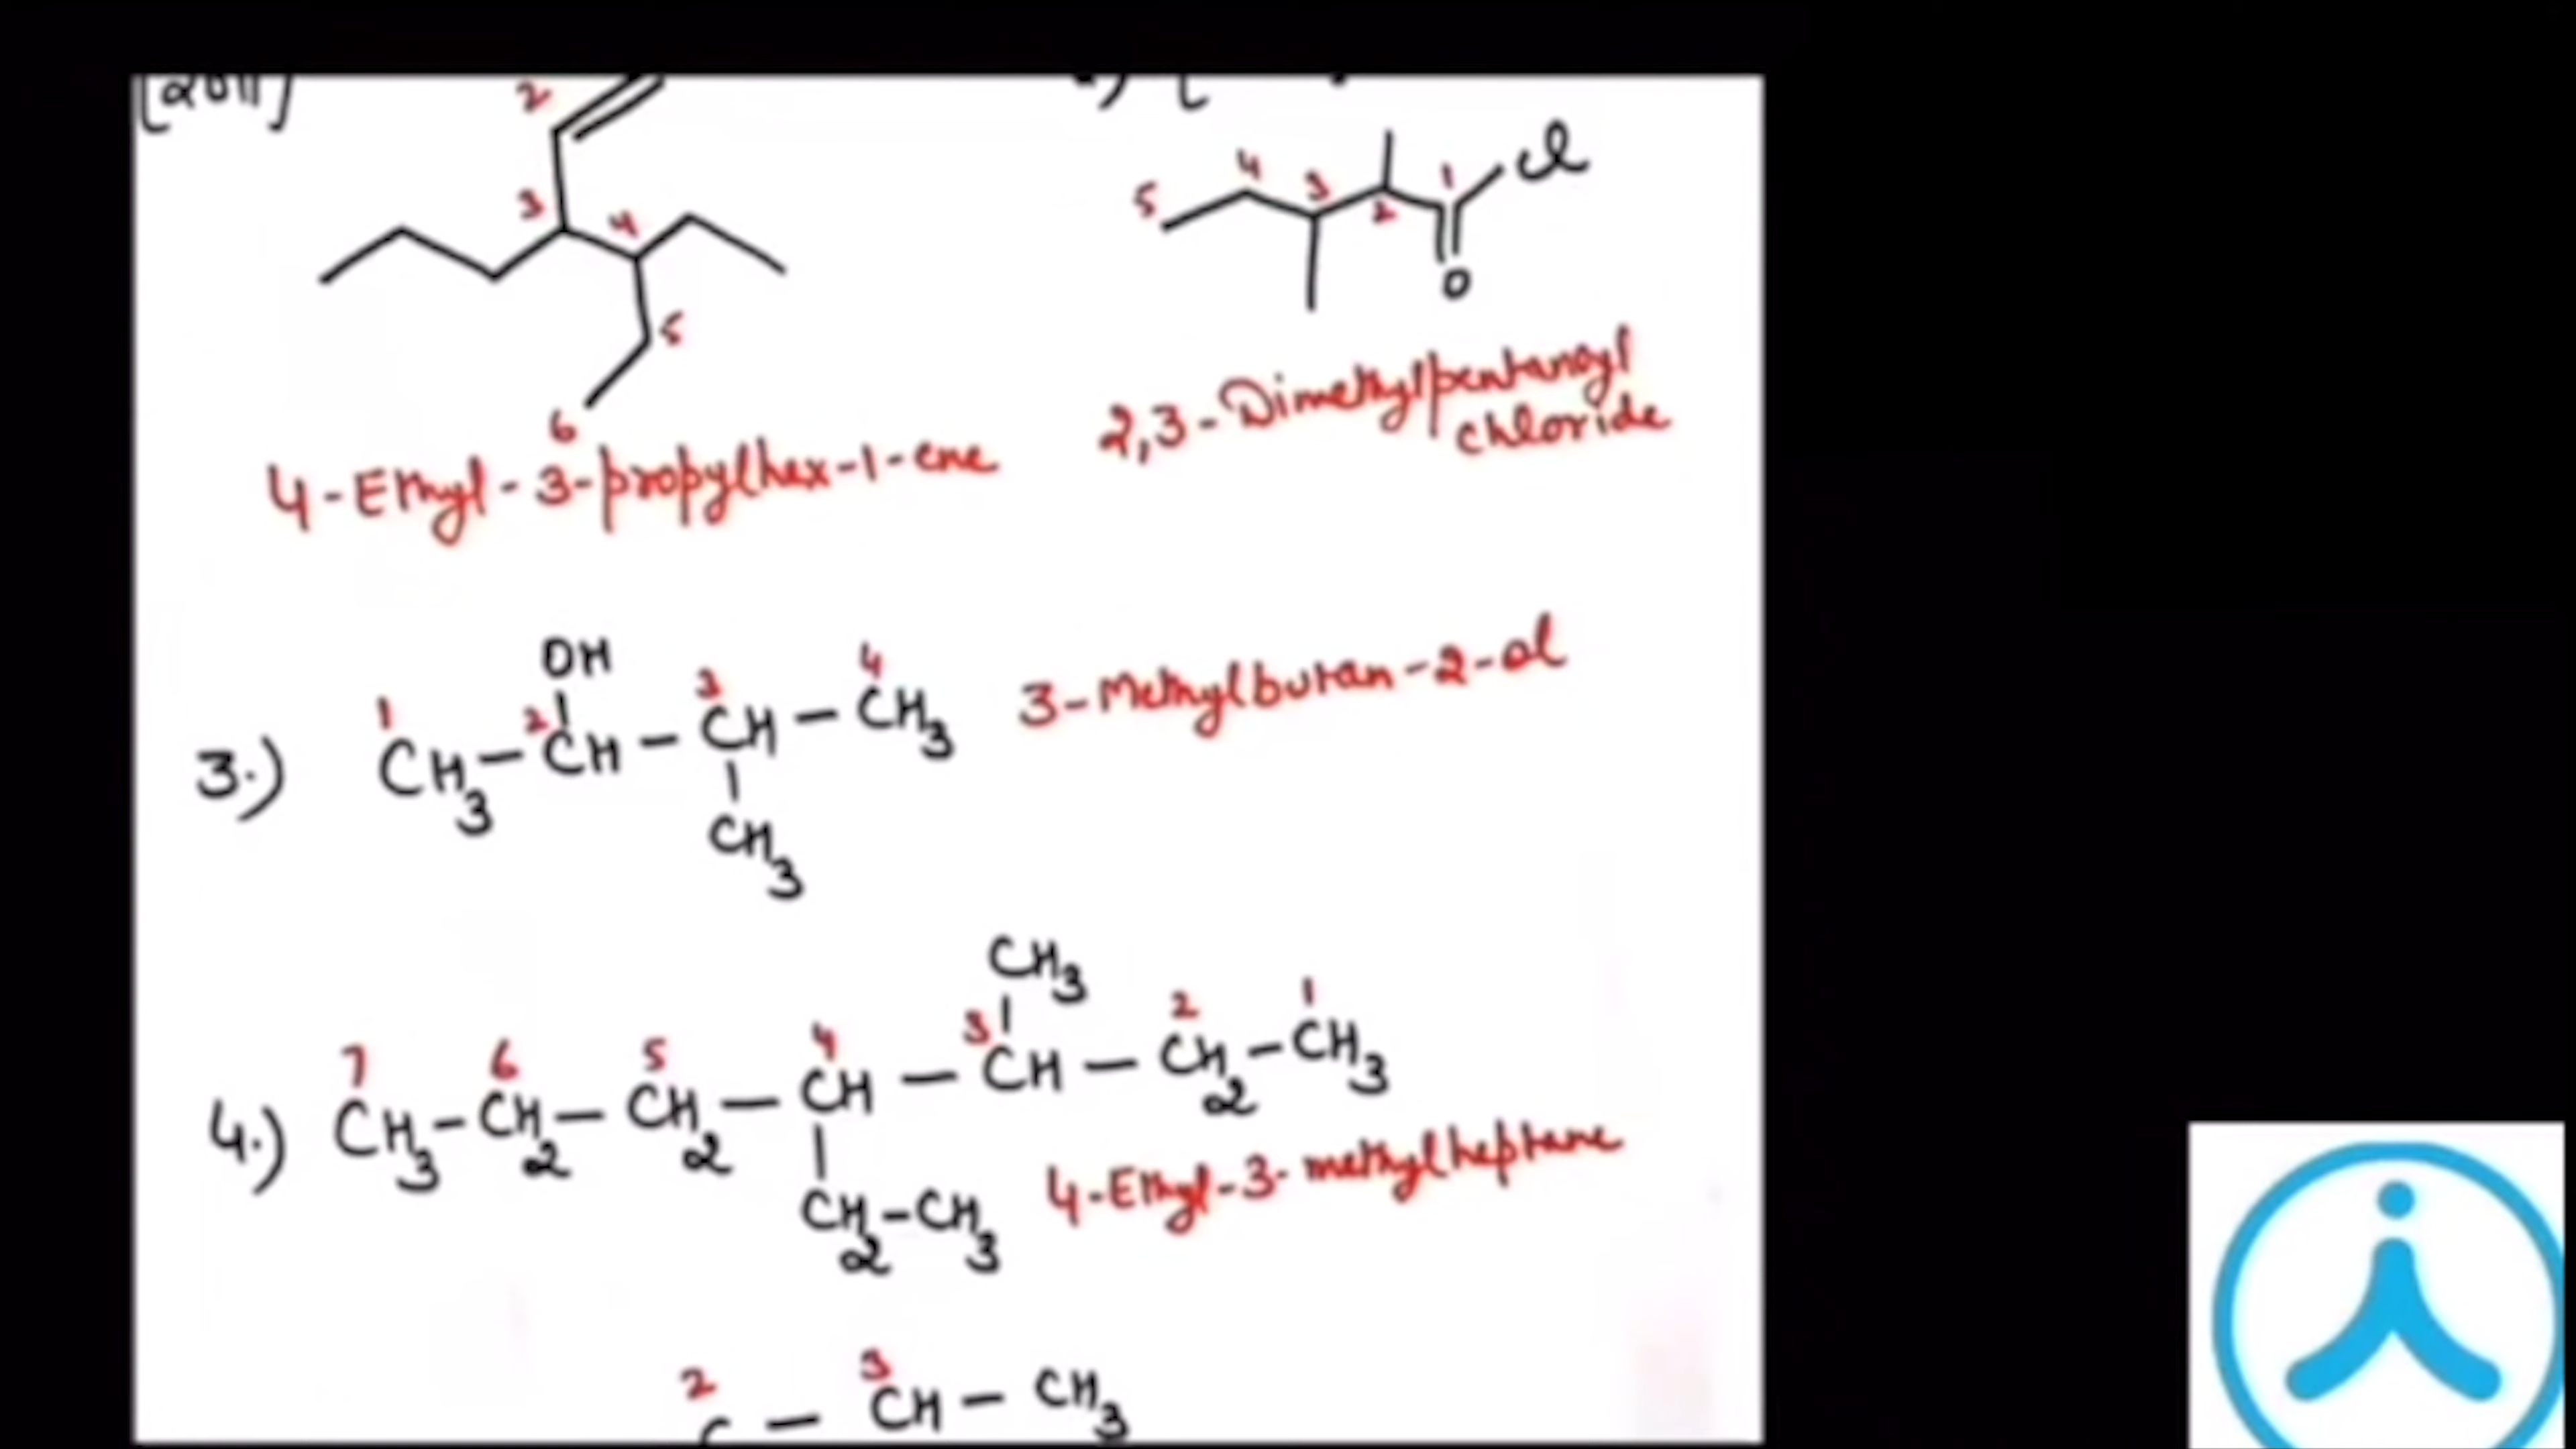 [2011]
2
3
4
5
6
4-Ethyl-3-propylhex-1-ene
5 4 3 2 1 Cl
O
2,3-Dimethylpentanoyl
chloride
OH
1 2 3 4
3.) CH3-CH-CH-CH3 3-Methylbutan-2-ol
CH3
CH3
7 6 5 4 3 2 1
4.) CH3-CH2-CH2-CH-CH-CH2-CH3
CH2-CH3 4-Ethyl-3-methylheptane
2 3
C-CH-CH3